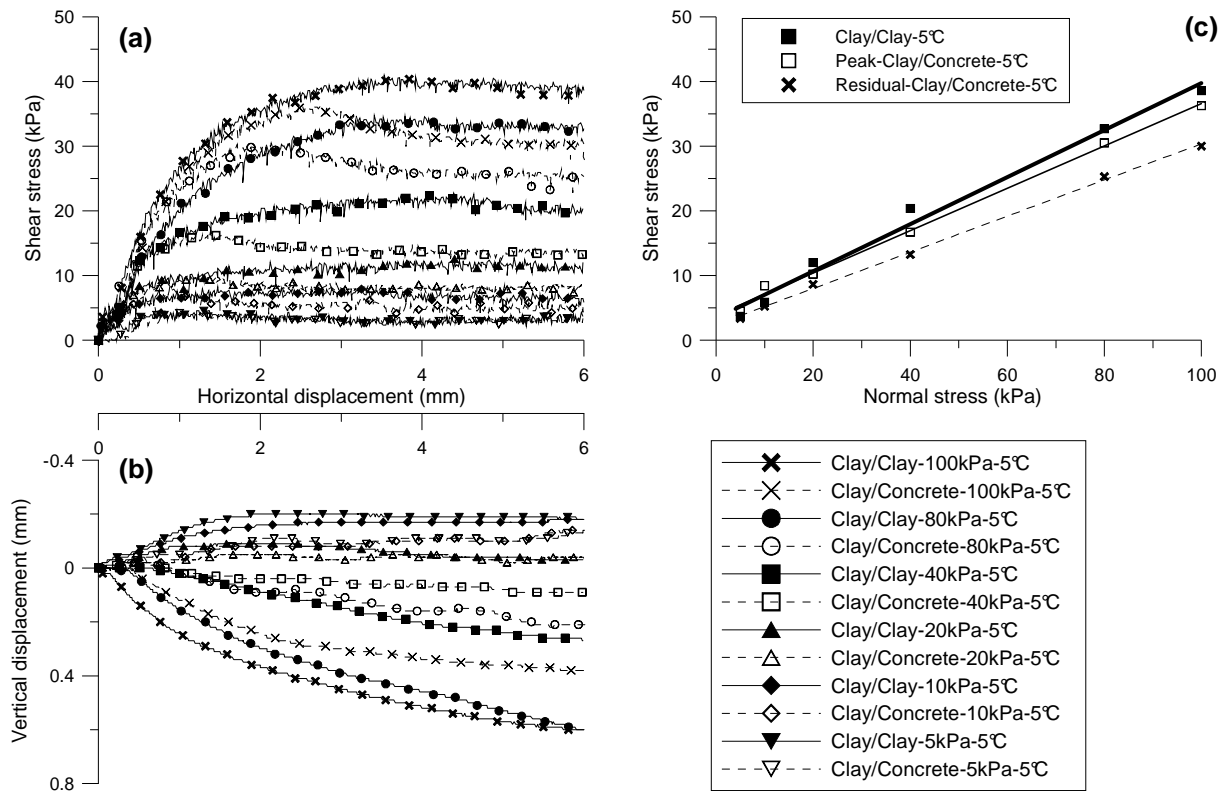 (a)
50
40
30
20
10
0
Shear stress (kPa)
0 2 4 6
Horizontal displacement (mm)
0 2 4 6
(b)
-0.4
0
0.4
0.8
Vertical displacement (mm)
(c)
Clay/Clay-5°C
Peak-Clay/Concrete-5°C
Residual-Clay/Concrete-5°C
50
40
30
20
10
0
Shear stress (kPa)
0 20 40 60 80 100
Normal stress (kPa)
Clay/Clay-100kPa-5°C
Clay/Concrete-100kPa-5°C
Clay/Clay-80kPa-5°C
Clay/Concrete-80kPa-5°C
Clay/Clay-40kPa-5°C
Clay/Concrete-40kPa-5°C
Clay/Clay-20kPa-5°C
Clay/Concrete-20kPa-5°C
Clay/Clay-10kPa-5°C
Clay/Concrete-10kPa-5°C
Clay/Clay-5kPa-5°C
Clay/Concrete-5kPa-5°C